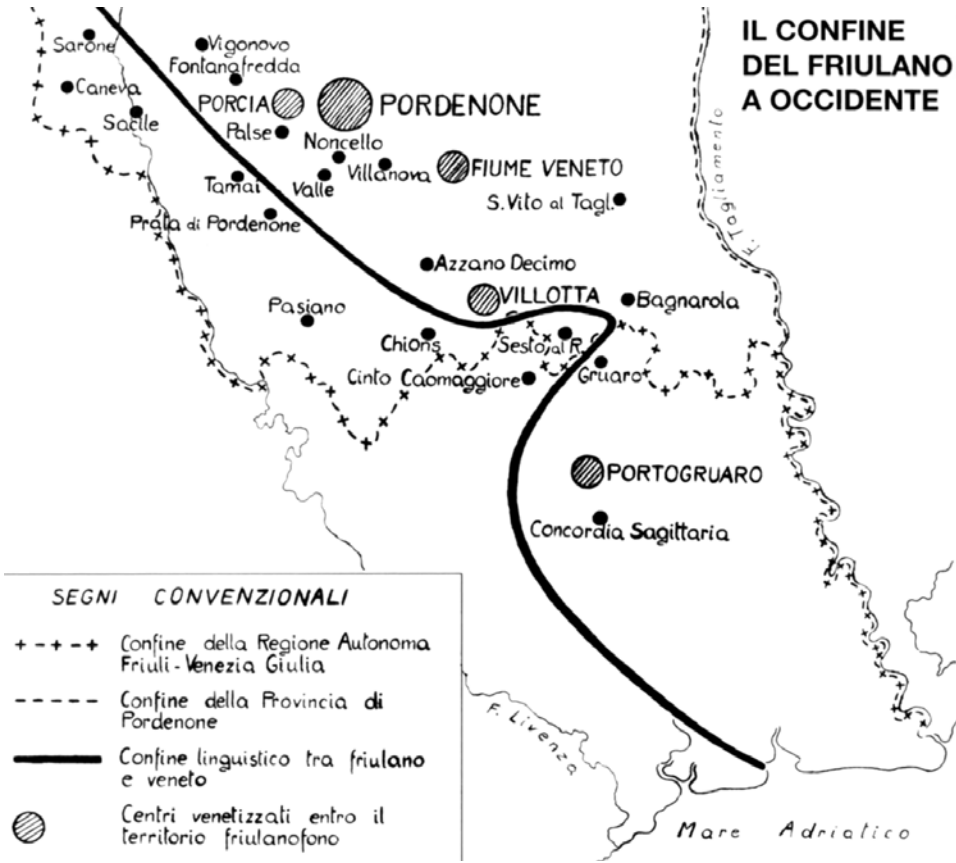 IL CONFINE
DEL FRIULANO
A OCCIDENTE
Sarone
Vigonovo
Fontanafredda
Caneva
PORCIA
PORDENONE
Sacile
Palse
Noncello
Tamai
Valle
Villanova
FIUME VENETO
S.Vito al Tagl.
F. Tagliamento
Prata di Pordenone
Azzano Decimo
Pasiano
VILLOTTA
Bagnarola
Chions
Sesto al R.
Cinto Caomaggiore
Gruaro
PORTOGRUARO
Concordia Sagittaria
SEGNI CONVENZIONALI
Confine della Regione Autonoma
Friuli-Venezia Giulia
Confine della Provincia di
Pordenone
Confine linguistico tra friulano
e veneto
Centri venetizzati entro il
territorio friulanofono
F. Livenza
Mare Adriatico